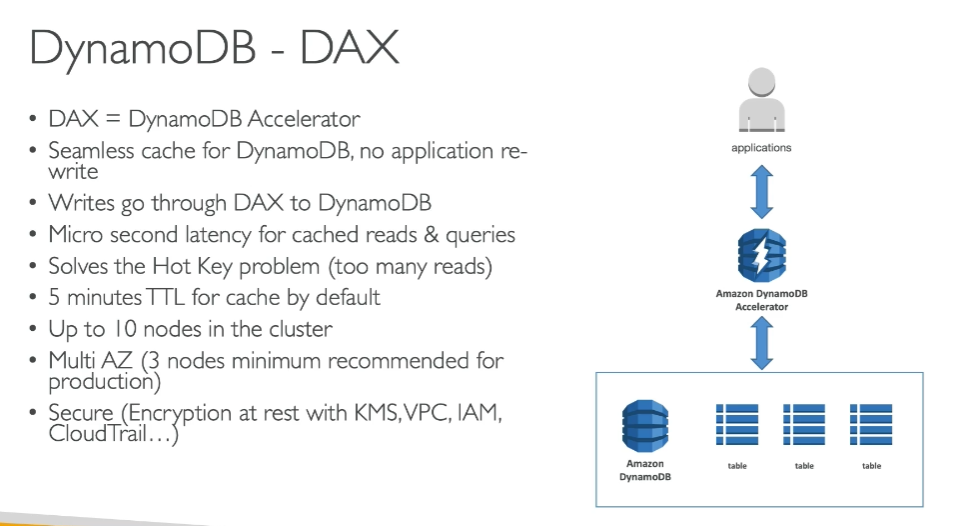 DynamoDB - DAX
• DAX = DynamoDB Accelerator
• Seamless cache for DynamoDB, no application re-
write
• Writes go through DAX to DynamoDB
• Micro second latency for cached reads & queries
• Solves the Hot Key problem (too many reads)
• 5 minutes TTL for cache by default
• Up to 10 nodes in the cluster
• Multi AZ (3 nodes minimum recommended for
production)
• Secure (Encryption at rest with KMS, VPC, IAM,
CloudTrail…)
applications
Amazon DynamoDB
Accelerator
Amazon
DynamoDB
table
table
table